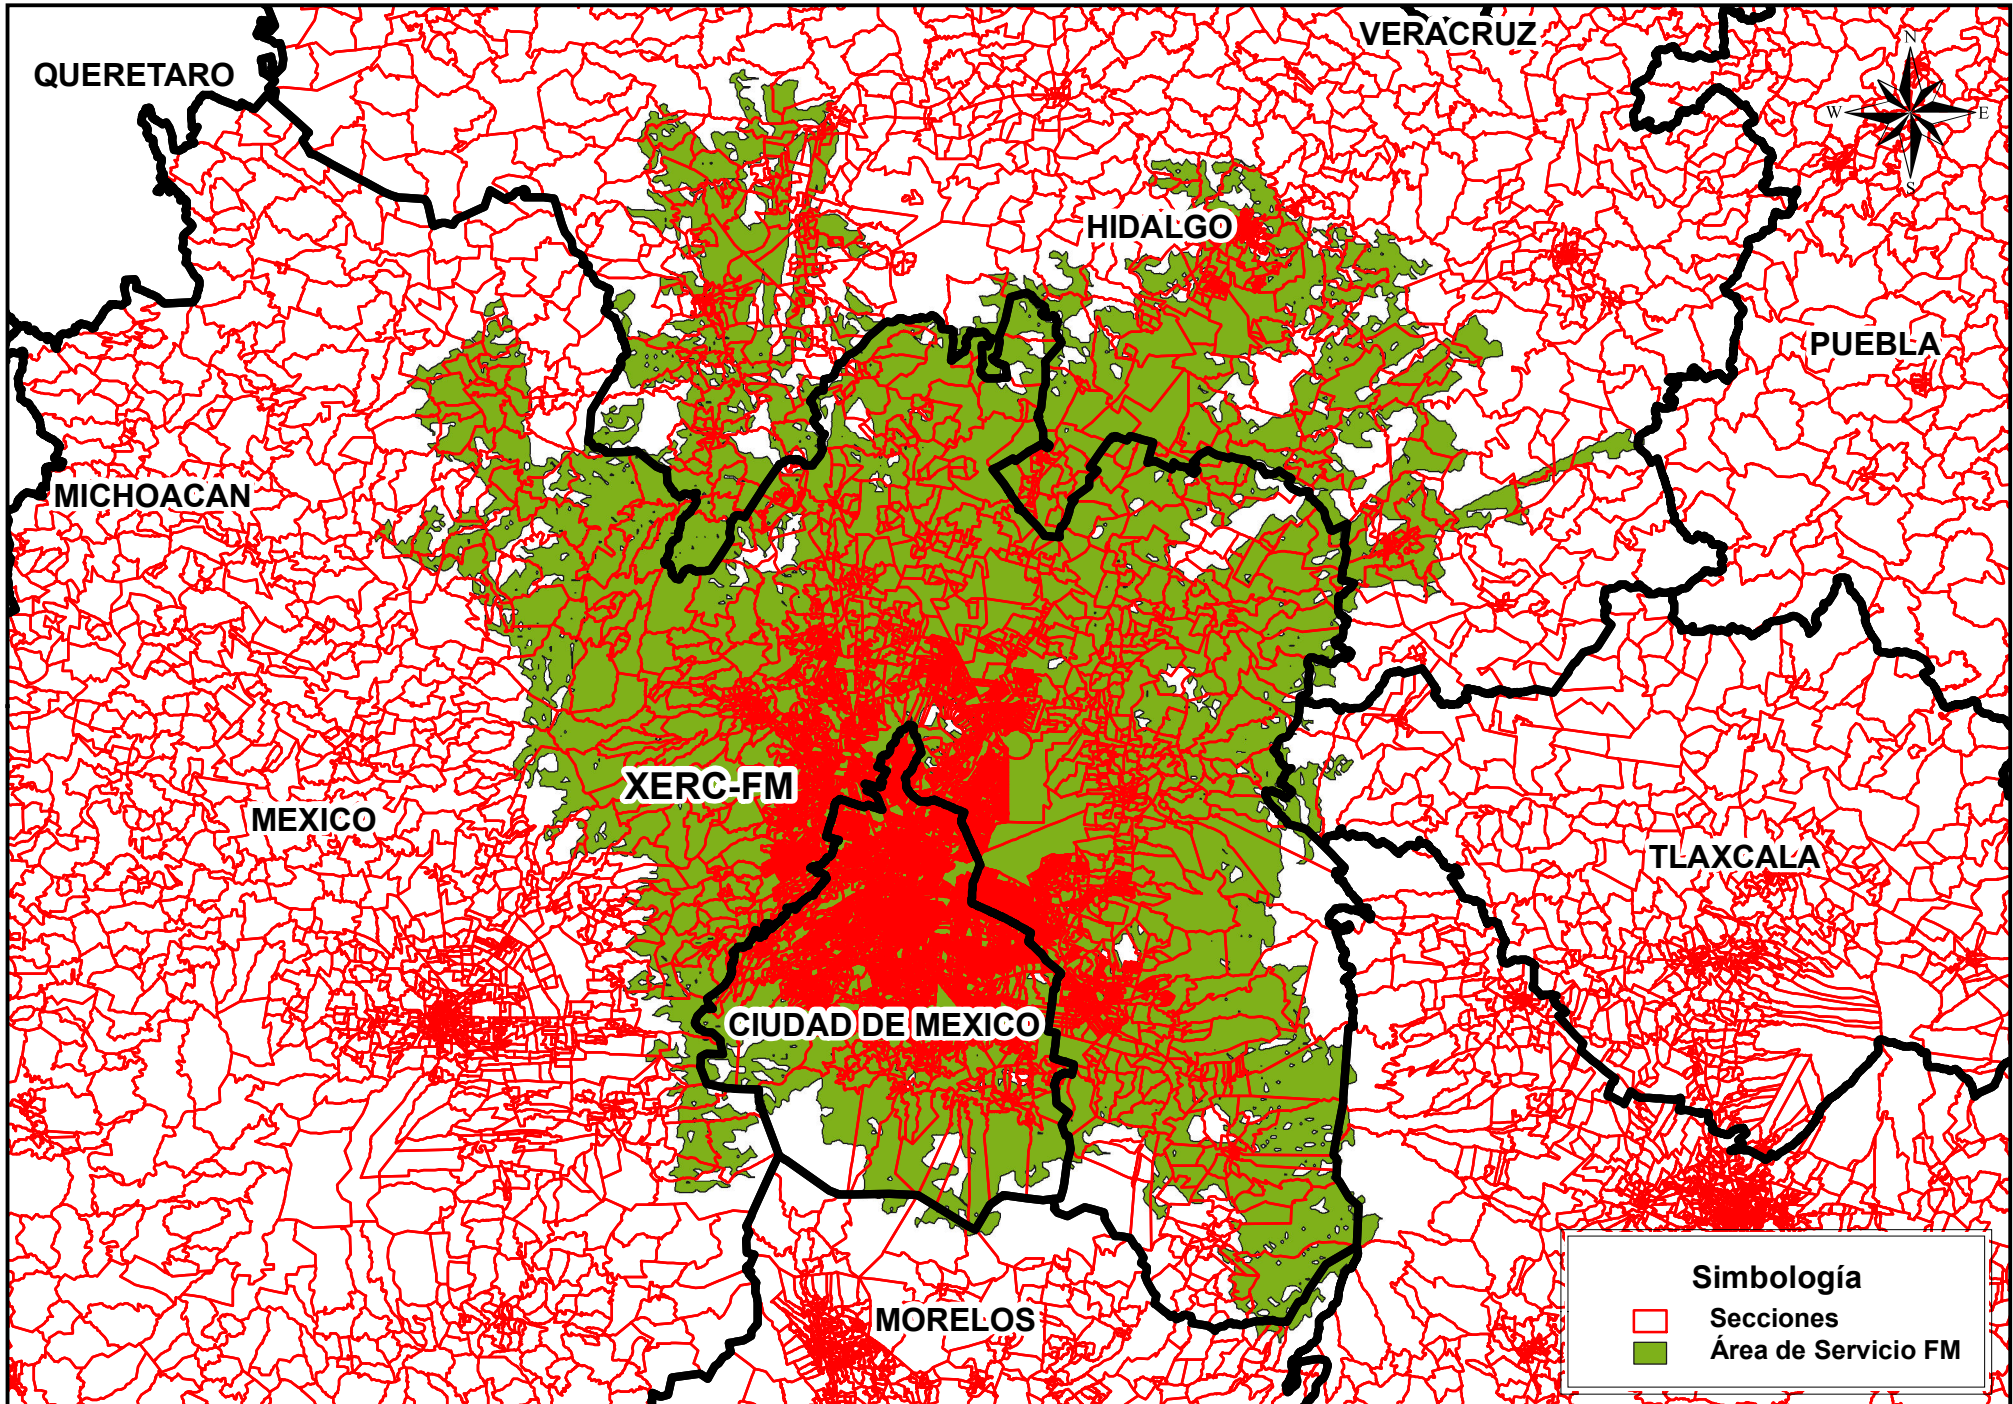 VERACRUZ
QUERETARO
N
W E
S
HIDALGO
PUEBLA
MICHOACAN
XERC-FM
MEXICO
TLAXCALA
CIUDAD DE MEXICO
MORELOS
Simbología
Secciones
Área de Servicio FM